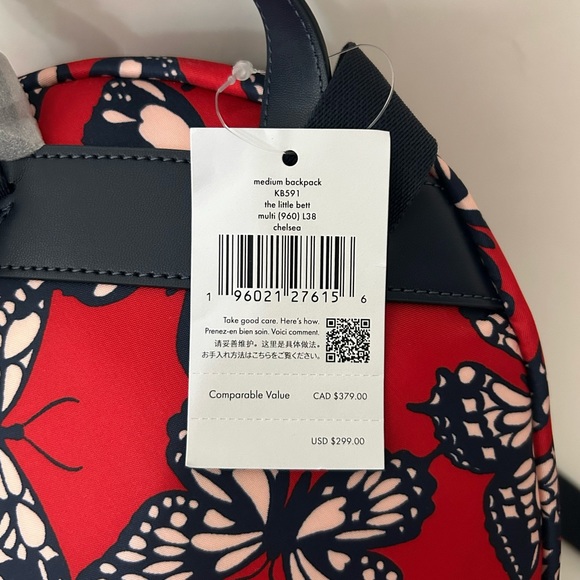 medium backpack
KB591
the little bett
multi (960) L38
chelsea
1 96021 27615 6
Take good care. Here's how.
Prenez-en bien soin. Voici comment.
请妥善维护。这里是具体做法。
お手入れ方法はこちらをご覧ください。
Comparable Value CAD $379.00
USD $299.00